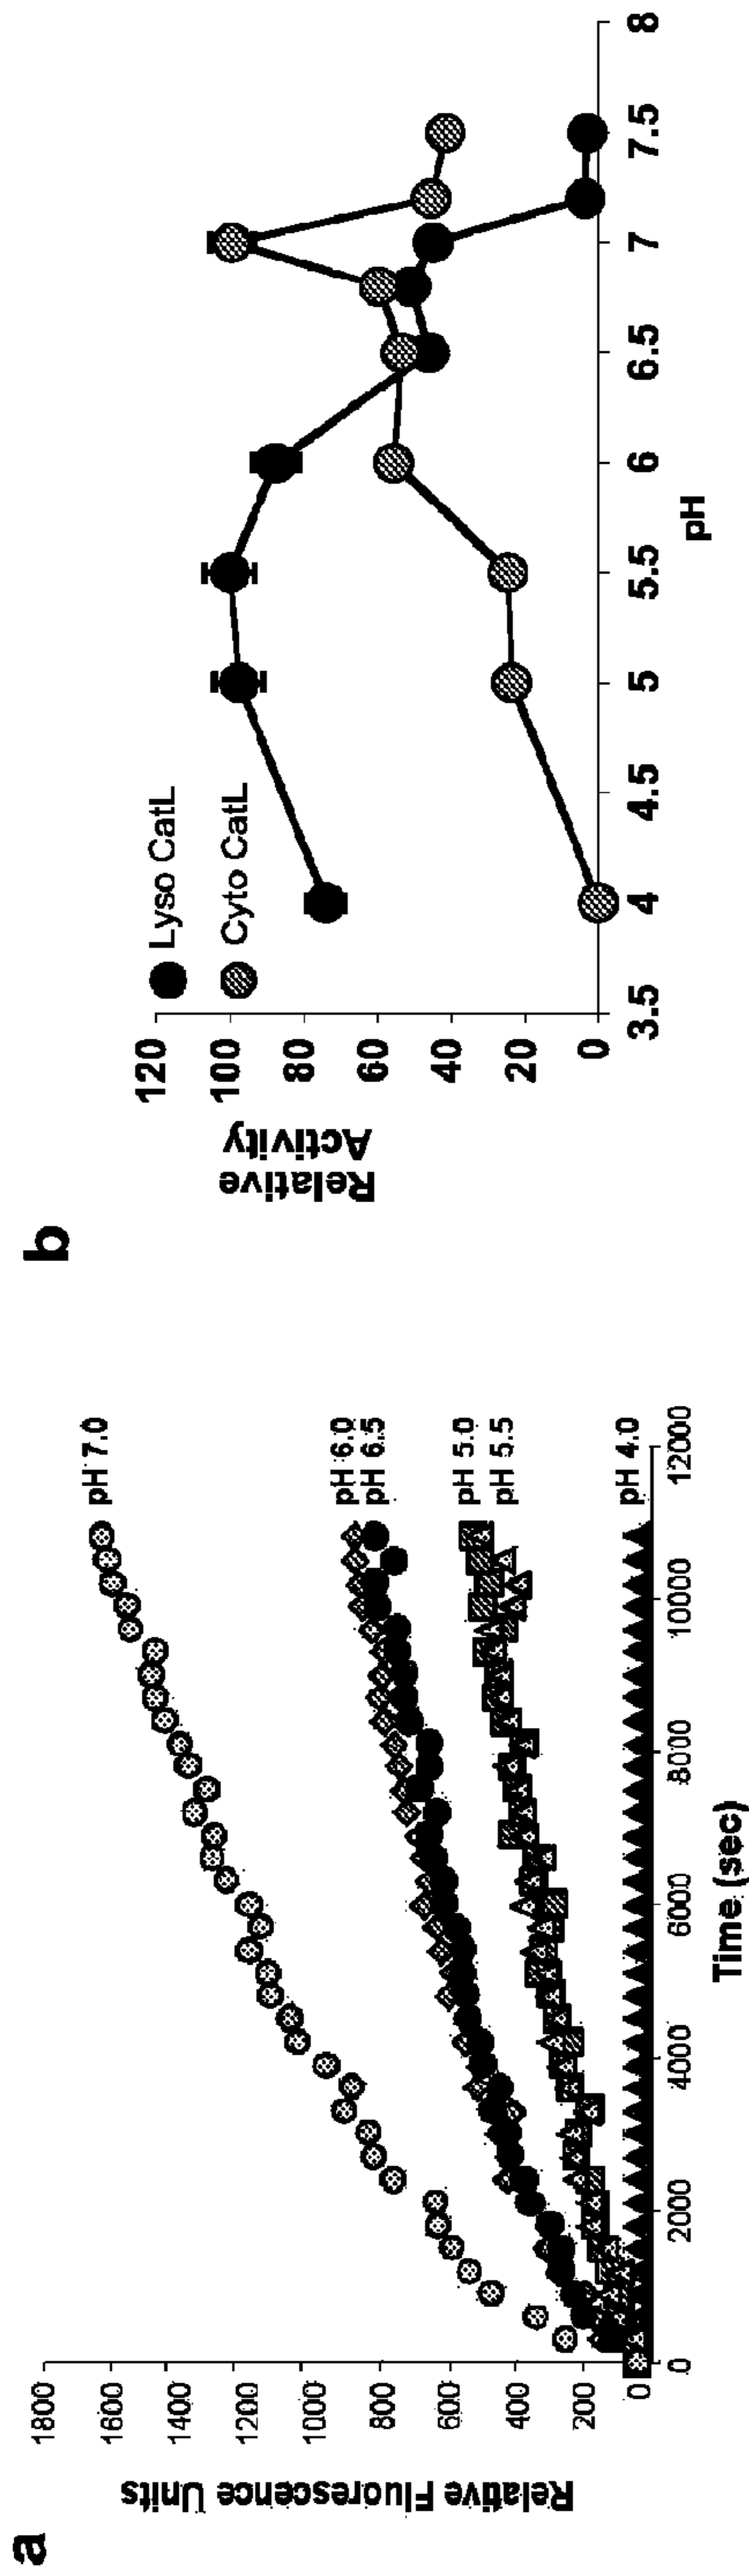 a
Relative Fluorescence Units
1800
1600
1400
1200
1000
800
600
400
200
0
0
2000
4000
6000
8000
10000
12000
Time (sec)
pH 7.0
pH 6.0
pH 6.5
pH 5.0
pH 5.5
pH 4.0
b
Relative
Activity
120
100
80
60
40
20
0
Lyso CatL
Cyto CatL
3.5
4
4.5
5
5.5
6
6.5
7
7.5
8
pH